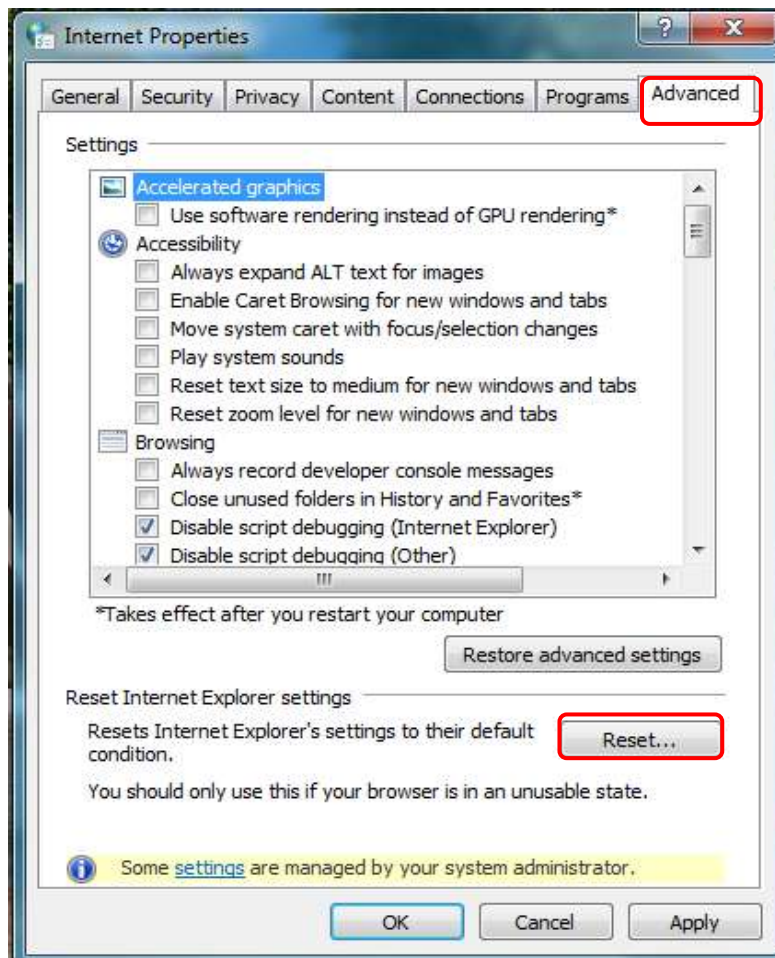 Internet Properties
General Security Privacy Content Connections Programs Advanced
Settings
Accelerated graphics
Use software rendering instead of GPU rendering*
Accessibility
Always expand ALT text for images
Enable Caret Browsing for new windows and tabs
Move system caret with focus/selection changes
Play system sounds
Reset text size to medium for new windows and tabs
Reset zoom level for new windows and tabs
Browsing
Always record developer console messages
Close unused folders in History and Favorites*
Disable script debugging (Internet Explorer)
Disable script debugging (Other)
*Takes effect after you restart your computer
Restore advanced settings
Reset Internet Explorer settings
Resets Internet Explorer's settings to their default
condition.
Reset...
You should only use this if your browser is in an unusable state.
Some settings are managed by your system administrator.
OK Cancel Apply